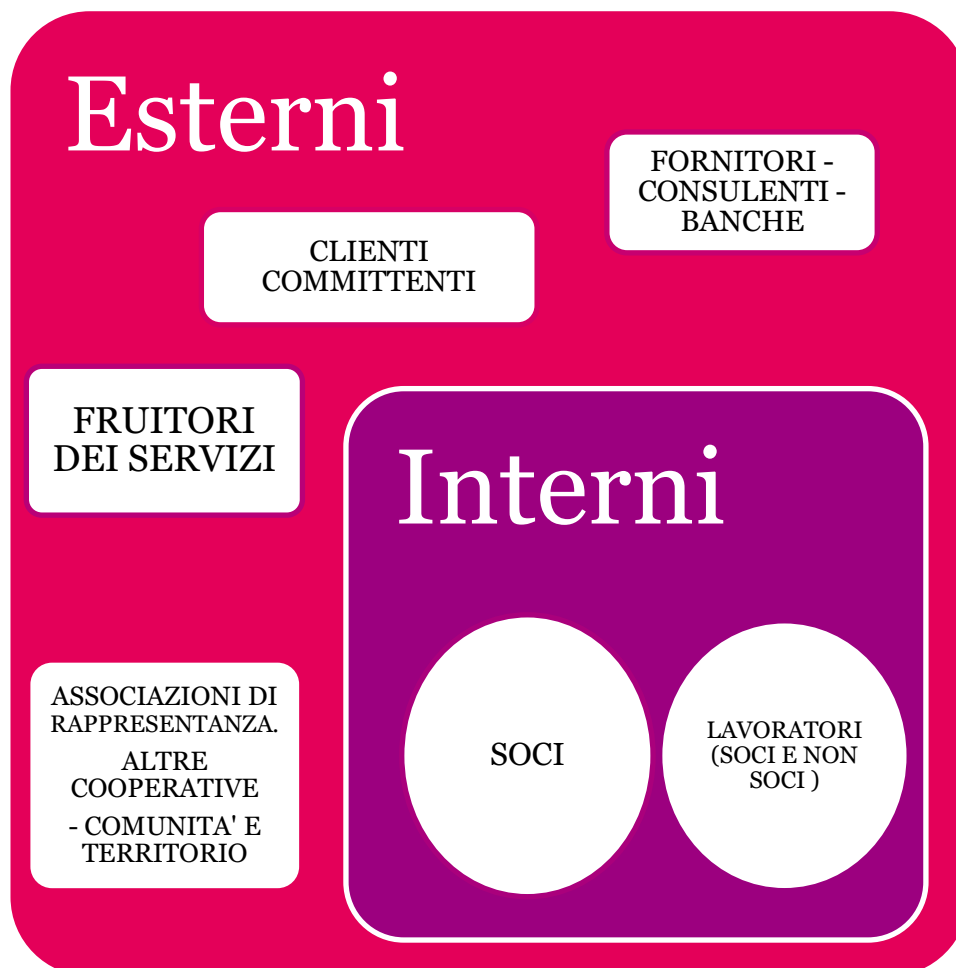 Esterni
FORNITORI -
CONSULENTI -
BANCHE
CLIENTI
COMMITTENTI
FRUITORI
DEI SERVIZI
Interni
ASSOCIAZIONI DI
RAPPRESENTANZA.
ALTRE
COOPERATIVE
- COMUNITA' E
TERRITORIO
SOCI
LAVORATORI
(SOCI E NON
SOCI )